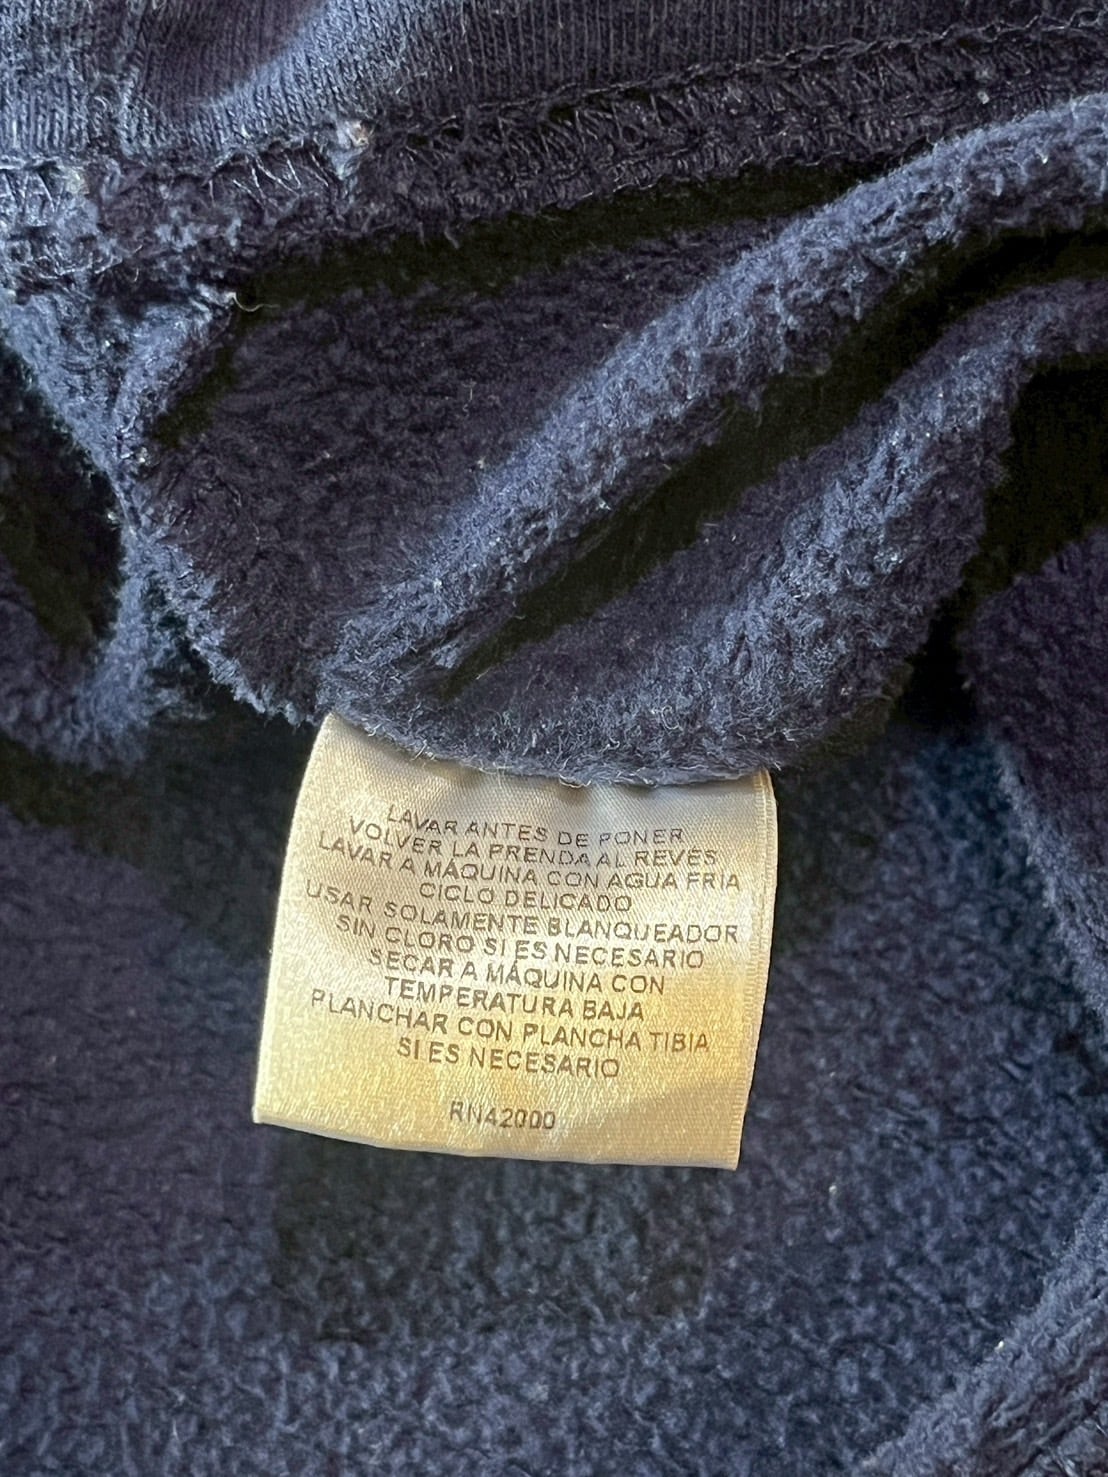 LAVAR ANTES DE PONER
VOLVER LA PRENDA AL REVÉS
LAVAR A MÁQUINA CON AGUA FRIA
CICLO DELICADO
USAR SOLAMENTE BLANQUEADOR
SIN CLORO SI ES NECESARIO
SECAR A MÁQUINA CON
TEMPERATURA BAJA
PLANCHAR CON PLANCHA TIBIA
SI ES NECESARIO
RN42000